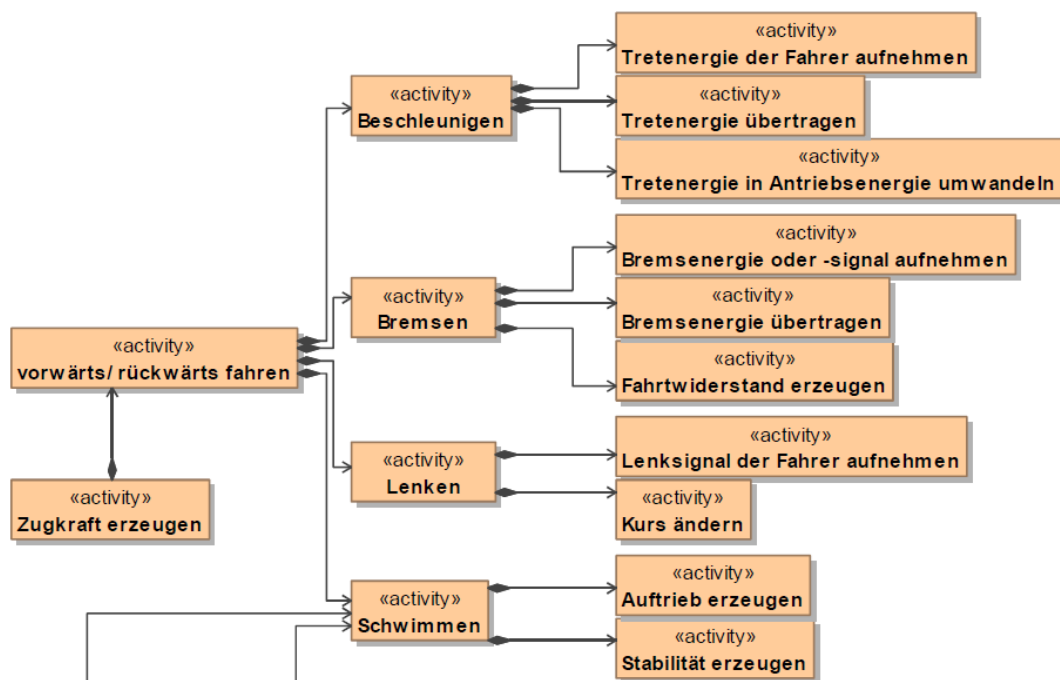 «activity»
Tretenergie der Fahrer aufnehmen
«activity»
Beschleunigen
«activity»
Tretenergie übertragen
«activity»
Tretenergie in Antriebsenergie umwandeln
«activity»
Bremsenergie oder -signal aufnehmen
«activity»
Bremsen
«activity»
Bremsenergie übertragen
«activity»
vorwärts/ rückwärts fahren
«activity»
Fahrtwiderstand erzeugen
«activity»
Lenksignal der Fahrer aufnehmen
«activity»
Lenken
«activity»
Zugkraft erzeugen
«activity»
Kurs ändern
«activity»
Auftrieb erzeugen
«activity»
Schwimmen
«activity»
Stabilität erzeugen